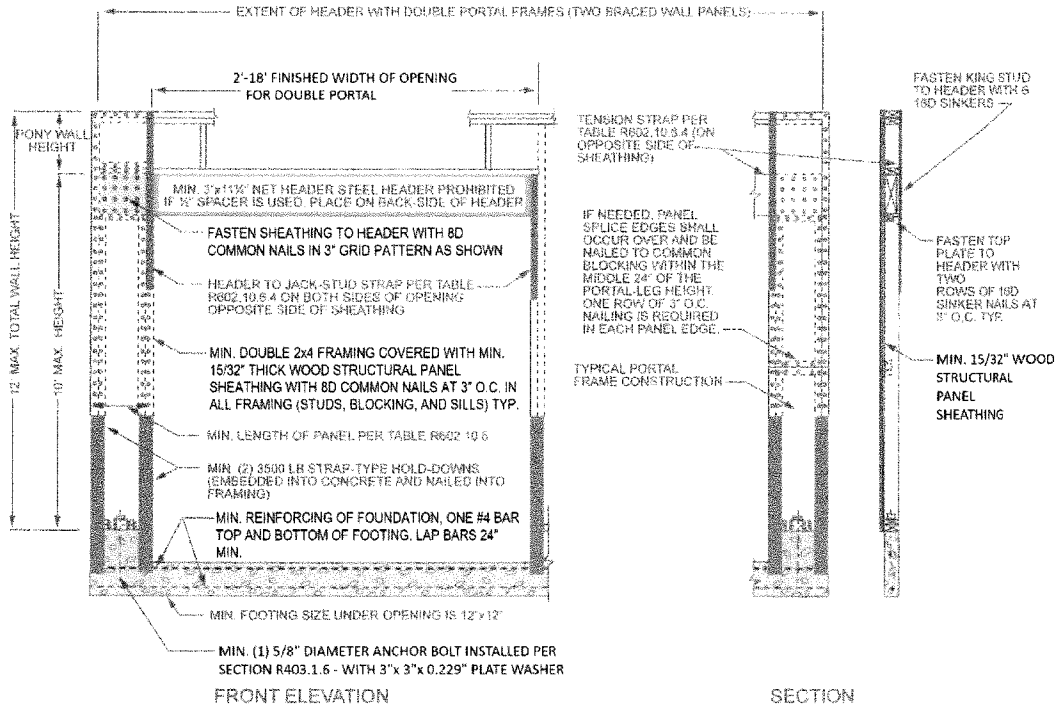 EXTENT OF HEADER WITH DOUBLE PORTAL FRAMES (TWO BRACED WALL PANELS)
2'-18' FINISHED WIDTH OF OPENING
FOR DOUBLE PORTAL
PONY WALL
HEIGHT
12' MAX. TOTAL WALL HEIGHT
10' MAX. HEIGHT
MIN. 3"x11¼" NET HEADER STEEL HEADER PROHIBITED
IF ½" SPACER IS USED, PLACE ON BACK-SIDE OF HEADER
FASTEN SHEATHING TO HEADER WITH 8D
COMMON NAILS IN 3" GRID PATTERN AS SHOWN
HEADER TO JACK-STUD STRAP PER TABLE
R602.10.6.4 ON BOTH SIDES OF OPENING
OPPOSITE SIDE OF SHEATHING
MIN. DOUBLE 2x4 FRAMING COVERED WITH MIN.
15/32" THICK WOOD STRUCTURAL PANEL
SHEATHING WITH 8D COMMON NAILS AT 3" O.C. IN
ALL FRAMING (STUDS, BLOCKING, AND SILLS) TYP.
MIN. LENGTH OF PANEL PER TABLE R602.10.5
MIN. (2) 3500 LB STRAP-TYPE HOLD-DOWNS
(EMBEDDED INTO CONCRETE AND NAILED INTO
FRAMING)
MIN. REINFORCING OF FOUNDATION, ONE #4 BAR
TOP AND BOTTOM OF FOOTING. LAP BARS 24"
MIN.
MIN. FOOTING SIZE UNDER OPENING IS 12"x12"
MIN. (1) 5/8" DIAMETER ANCHOR BOLT INSTALLED PER
SECTION R403.1.6 - WITH 3"x 3"x 0.229" PLATE WASHER
FRONT ELEVATION
TENSION STRAP PER
TABLE R602.10.6.4 (ON
OPPOSITE SIDE OF
SHEATHING)
IF NEEDED, PANEL
SPLICE EDGES SHALL
OCCUR OVER AND BE
NAILED TO COMMON
BLOCKING WITHIN THE
MIDDLE 24" OF THE
PORTAL-LEG HEIGHT.
ONE ROW OF 3" O.C.
NAILING IS REQUIRED
IN EACH PANEL EDGE.
TYPICAL PORTAL
FRAME CONSTRUCTION
FASTEN KING STUD
TO HEADER WITH 6
16D SINKERS
FASTEN TOP
PLATE TO
HEADER WITH
TWO
ROWS OF 16D
SINKER NAILS AT
3" O.C. TYP.
MIN. 15/32" WOOD
STRUCTURAL
PANEL
SHEATHING
SECTION